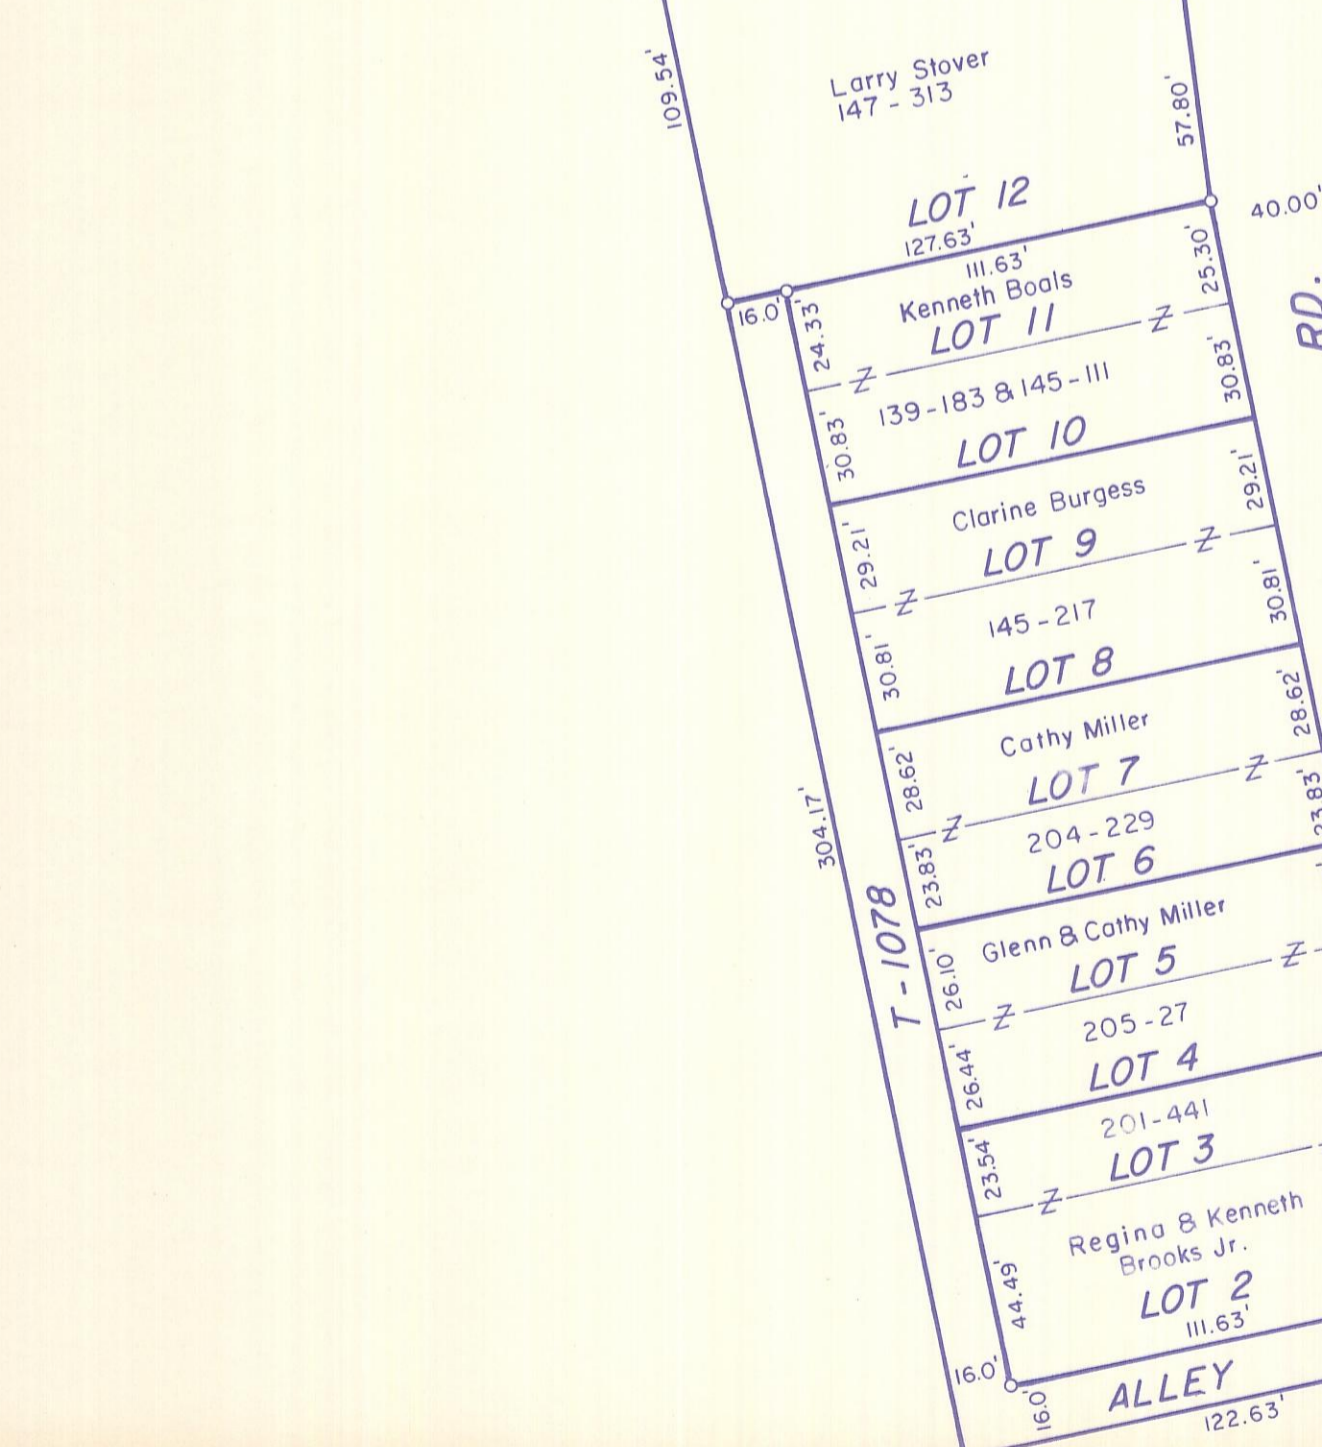 109.54'
Larry Stover
147 - 313
57.80'
LOT 12
127.63'
40.00'
111.63'
25.30'
RD.
16.0'
24.33'
Kenneth Boals
LOT 11
Z
Z
30.83'
139-183 & 145-111
30.83'
LOT 10
29.21'
Clarine Burgess
29.21'
LOT 9
Z
Z
30.81'
145-217
30.81'
LOT 8
28.62'
Cathy Miller
28.62'
LOT 7
Z
Z
304.17'
23.83'
204-229
23.83'
LOT 6
T - 1078
26.10'
Glenn & Cathy Miller
LOT 5
Z
Z
26.44'
205-27
LOT 4
23.54'
201-441
LOT 3
Z
44.49'
Regina & Kenneth
Brooks Jr.
LOT 2
111.63'
16.0'
16.0'
ALLEY
122.63'